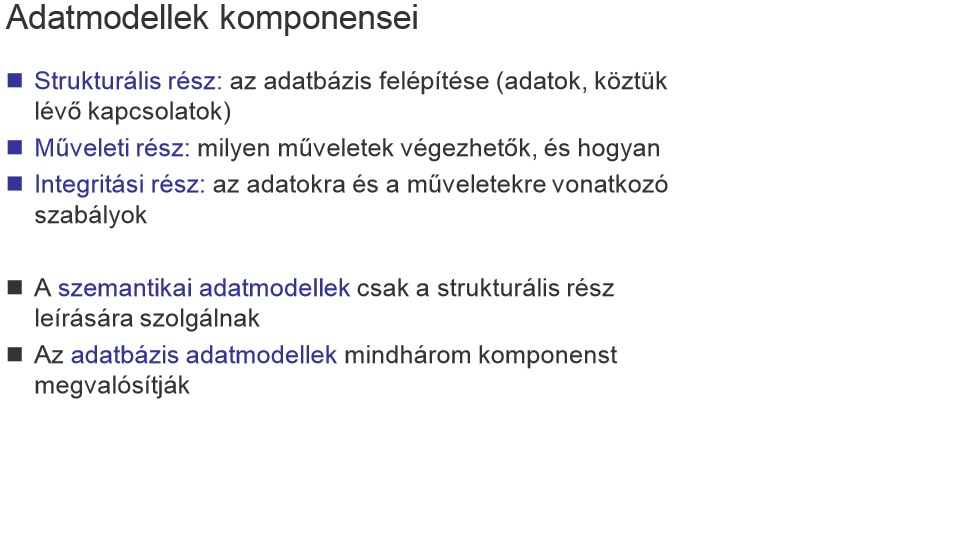 Adatmodellek komponensei
Strukturális rész: az adatbázis felépítése (adatok, köztük
lévő kapcsolatok)
Műveleti rész: milyen műveletek végezhetők, és hogyan
Integritási rész: az adatokra és a műveletekre vonatkozó
szabályok
A szemantikai adatmodellek csak a strukturális rész
leírására szolgálnak
Az adatbázis adatmodellek mindhárom komponenst
megvalósítják